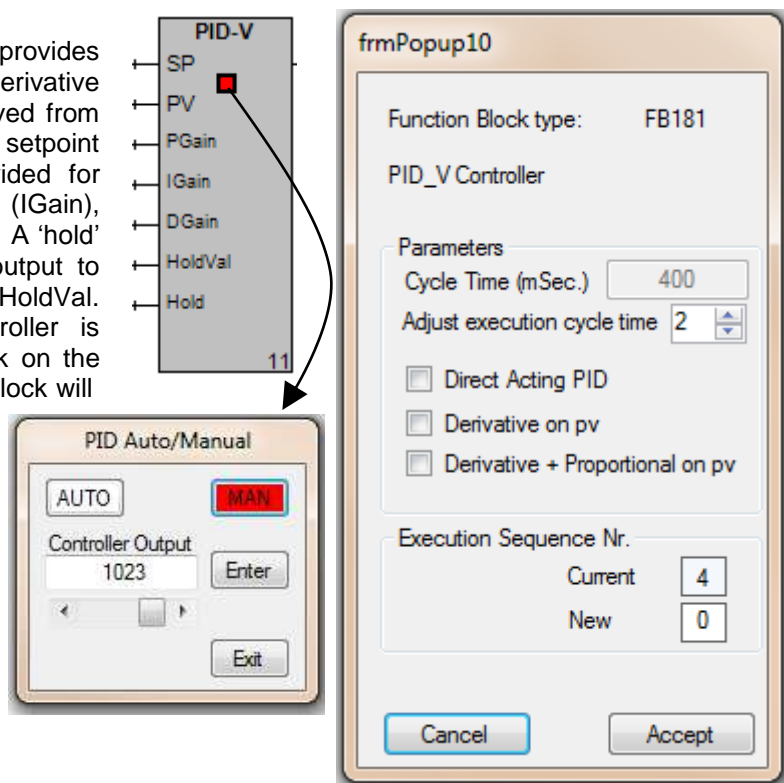 provides
erivative
ved from
setpoint
ided for
(IGain),
A ‘hold’
output to
HoldVal.
roller is
k on the
lock will
PID-V
SP
PV
PGain
IGain
DGain
HoldVal
Hold
11
PID Auto/Manual
AUTO
MAN
Controller Output
1023
Enter
Exit
frmPopup10
Function Block type: FB181
PID_V Controller
Parameters
Cycle Time (mSec.) 400
Adjust execution cycle time 2
Direct Acting PID
Derivative on pv
Derivative + Proportional on pv
Execution Sequence Nr.
Current 4
New 0
Cancel Accept